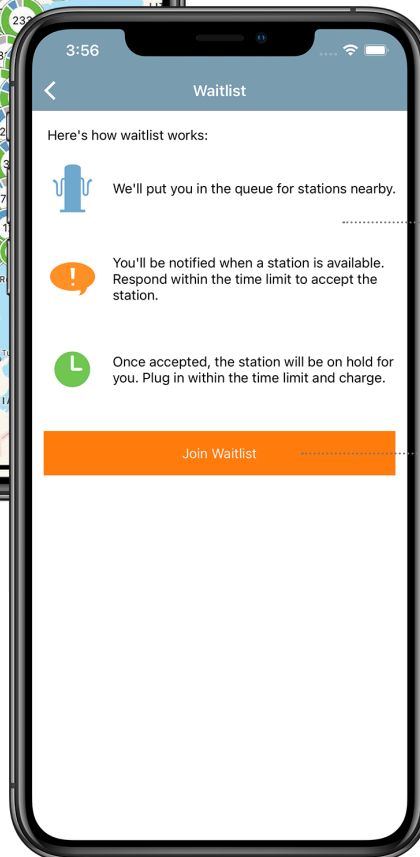 3:56
Waitlist
Here's how waitlist works:
We'll put you in the queue for stations nearby.
You'll be notified when a station is available.
Respond within the time limit to accept the
station.
Once accepted, the station will be on hold for
you. Plug in within the time limit and charge.
Join Waitlist